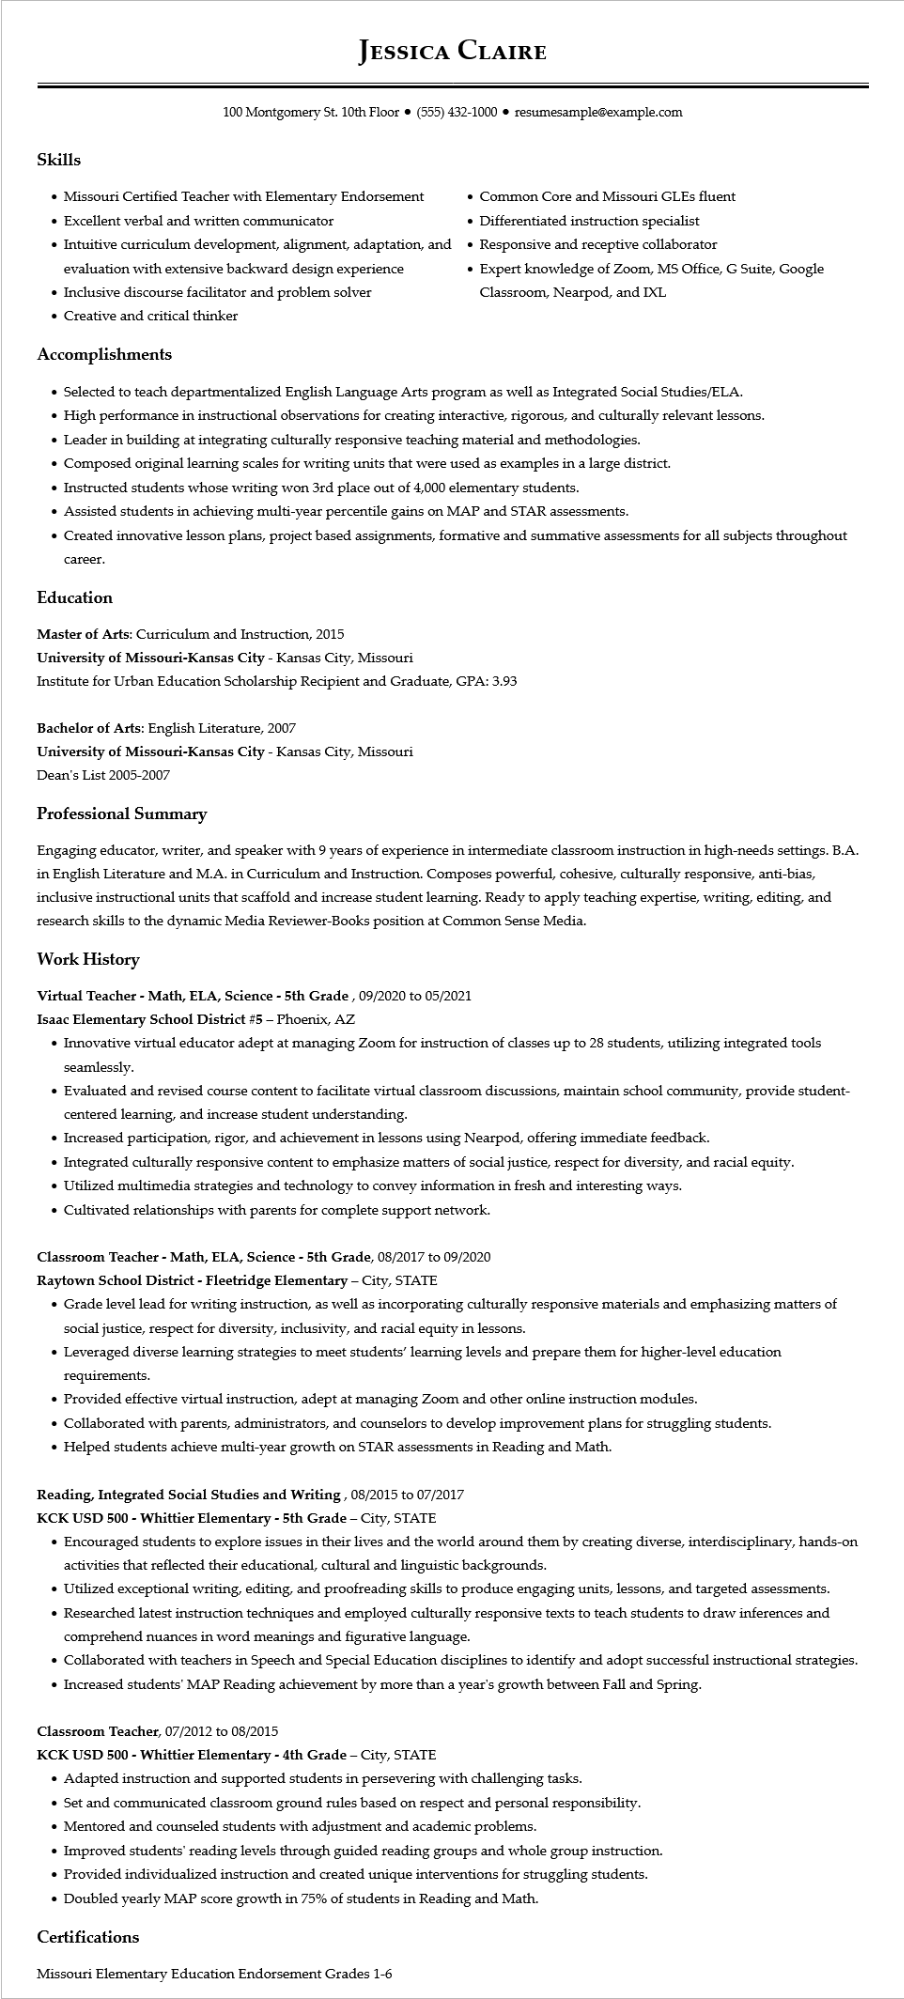 Jessica Claire
100 Montgomery St. 10th Floor ● (555) 432-1000 ● resumesample@example.com
Skills
• Missouri Certified Teacher with Elementary Endorsement
• Excellent verbal and written communicator
• Intuitive curriculum development, alignment, adaptation, and
evaluation with extensive backward design experience
• Inclusive discourse facilitator and problem solver
• Creative and critical thinker
• Common Core and Missouri GLEs fluent
• Differentiated instruction specialist
• Responsive and receptive collaborator
• Expert knowledge of Zoom, MS Office, G Suite, Google
Classroom, Nearpod, and IXL
Accomplishments
• Selected to teach departmentalized English Language Arts program as well as Integrated Social Studies/ELA.
• High performance in instructional observations for creating interactive, rigorous, and culturally relevant lessons.
• Leader in building at integrating culturally responsive teaching material and methodologies.
• Composed original learning scales for writing units that were used as examples in a large district.
• Instructed students whose writing won 3rd place out of 4,000 elementary students.
• Assisted students in achieving multi-year percentile gains on MAP and STAR assessments.
• Created innovative lesson plans, project based assignments, formative and summative assessments for all subjects throughout
career.
Education
Master of Arts: Curriculum and Instruction, 2015
University of Missouri-Kansas City - Kansas City, Missouri
Institute for Urban Education Scholarship Recipient and Graduate, GPA: 3.93
Bachelor of Arts: English Literature, 2007
University of Missouri-Kansas City - Kansas City, Missouri
Dean's List 2005-2007
Professional Summary
Engaging educator, writer, and speaker with 9 years of experience in intermediate classroom instruction in high-needs settings. B.A.
in English Literature and M.A. in Curriculum and Instruction. Composes powerful, cohesive, culturally responsive, anti-bias,
inclusive instructional units that scaffold and increase student learning. Ready to apply teaching expertise, writing, editing, and
research skills to the dynamic Media Reviewer-Books position at Common Sense Media.
Work History
Virtual Teacher - Math, ELA, Science - 5th Grade , 09/2020 to 05/2021
Isaac Elementary School District #5 – Phoenix, AZ
• Innovative virtual educator adept at managing Zoom for instruction of classes up to 28 students, utilizing integrated tools
seamlessly.
• Evaluated and revised course content to facilitate virtual classroom discussions, maintain school community, provide student-
centered learning, and increase student understanding.
• Increased participation, rigor, and achievement in lessons using Nearpod, offering immediate feedback.
• Integrated culturally responsive content to emphasize matters of social justice, respect for diversity, and racial equity.
• Utilized multimedia strategies and technology to convey information in fresh and interesting ways.
• Cultivated relationships with parents for complete support network.
Classroom Teacher - Math, ELA, Science - 5th Grade, 08/2017 to 09/2020
Raytown School District - Fleetridge Elementary – City, STATE
• Grade level lead for writing instruction, as well as incorporating culturally responsive materials and emphasizing matters of
social justice, respect for diversity, inclusivity, and racial equity in lessons.
• Leveraged diverse learning strategies to meet students’ learning levels and prepare them for higher-level education
requirements.
• Provided effective virtual instruction, adept at managing Zoom and other online instruction modules.
• Collaborated with parents, administrators, and counselors to develop improvement plans for struggling students.
• Helped students achieve multi-year growth on STAR assessments in Reading and Math.
Reading, Integrated Social Studies and Writing , 08/2015 to 07/2017
KCK USD 500 - Whittier Elementary - 5th Grade – City, STATE
• Encouraged students to explore issues in their lives and the world around them by creating diverse, interdisciplinary, hands-on
activities that reflected their educational, cultural and linguistic backgrounds.
• Utilized exceptional writing, editing, and proofreading skills to produce engaging units, lessons, and targeted assessments.
• Researched latest instruction techniques and employed culturally responsive texts to teach students to draw inferences and
comprehend nuances in word meanings and figurative language.
• Collaborated with teachers in Speech and Special Education disciplines to identify and adopt successful instructional strategies.
• Increased students' MAP Reading achievement by more than a year's growth between Fall and Spring.
Classroom Teacher, 07/2012 to 08/2015
KCK USD 500 - Whittier Elementary - 4th Grade – City, STATE
• Adapted instruction and supported students in persevering with challenging tasks.
• Set and communicated classroom ground rules based on respect and personal responsibility.
• Mentored and counseled students with adjustment and academic problems.
• Improved students' reading levels through guided reading groups and whole group instruction.
• Provided individualized instruction and created unique interventions for struggling students.
• Doubled yearly MAP score growth in 75% of students in Reading and Math.
Certifications
Missouri Elementary Education Endorsement Grades 1-6